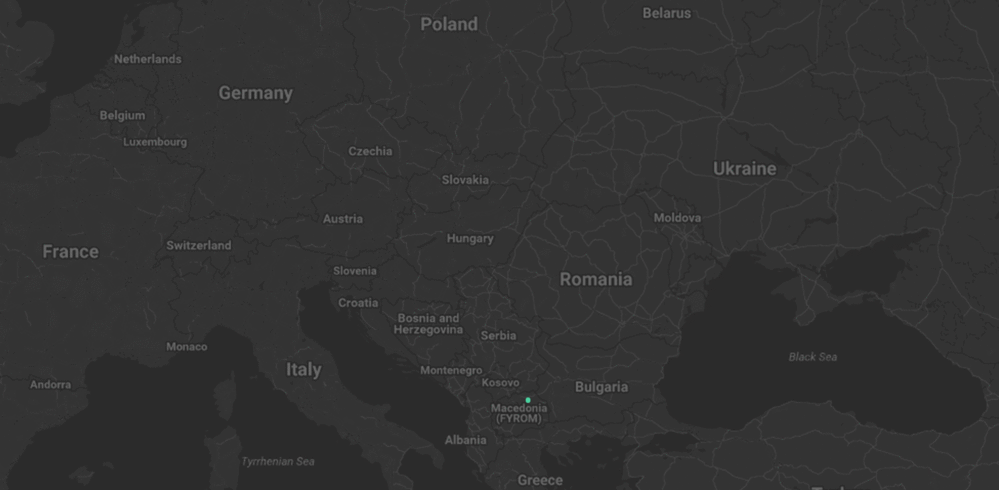 Belarus
Poland
Netherlands
Germany
Belgium
Luxembourg
Czechia
Ukraine
Slovakia
Austria
Moldova
Hungary
Switzerland
France
Slovenia
Romania
Croatia
Bosnia and
Herzegovina
Serbia
Monaco
Black Sea
Italy
Montenegro
Kosovo
Andorra
Bulgaria
Macedonia
(FYROM)
Albania
Tyrrhenian Sea
Greece